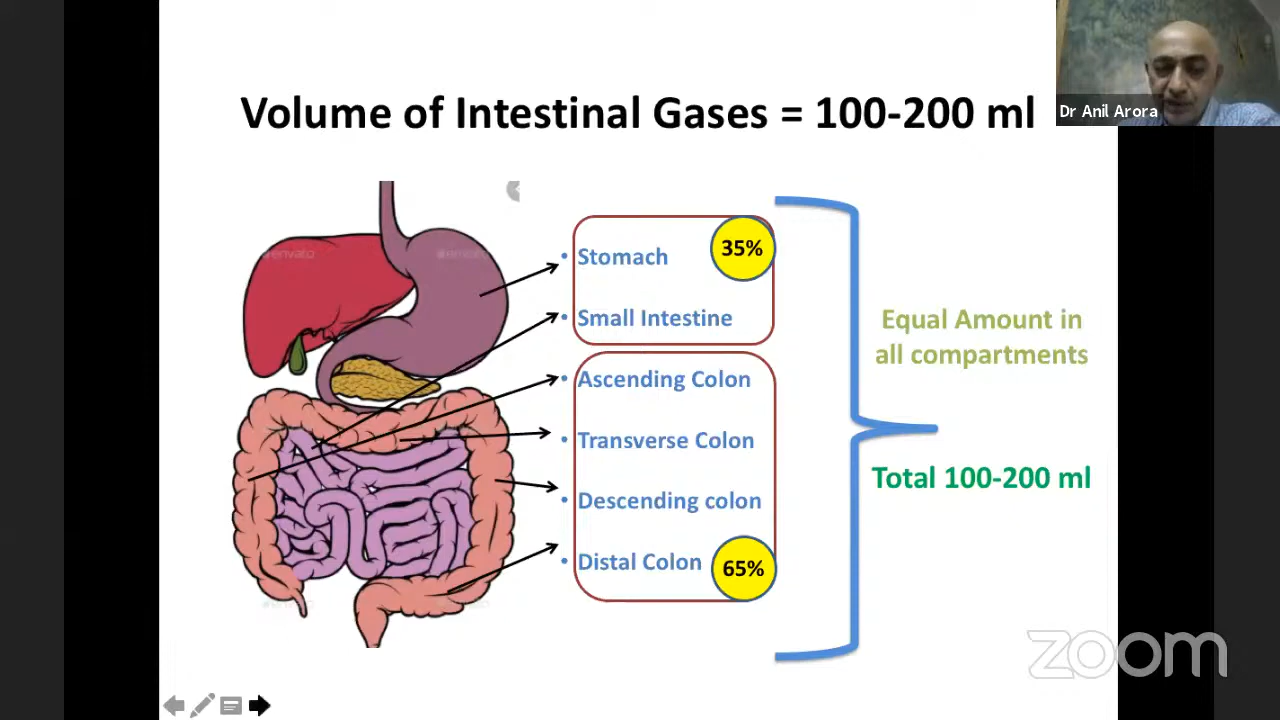 Volume of Intestinal Gases = 100-200 ml
Dr Anil Arora
envato
• Stomach
35%
• Small Intestine
• Ascending Colon
• Transverse Colon
• Descending colon
• Distal Colon
65%
Equal Amount in
all compartments
Total 100-200 ml
zoom